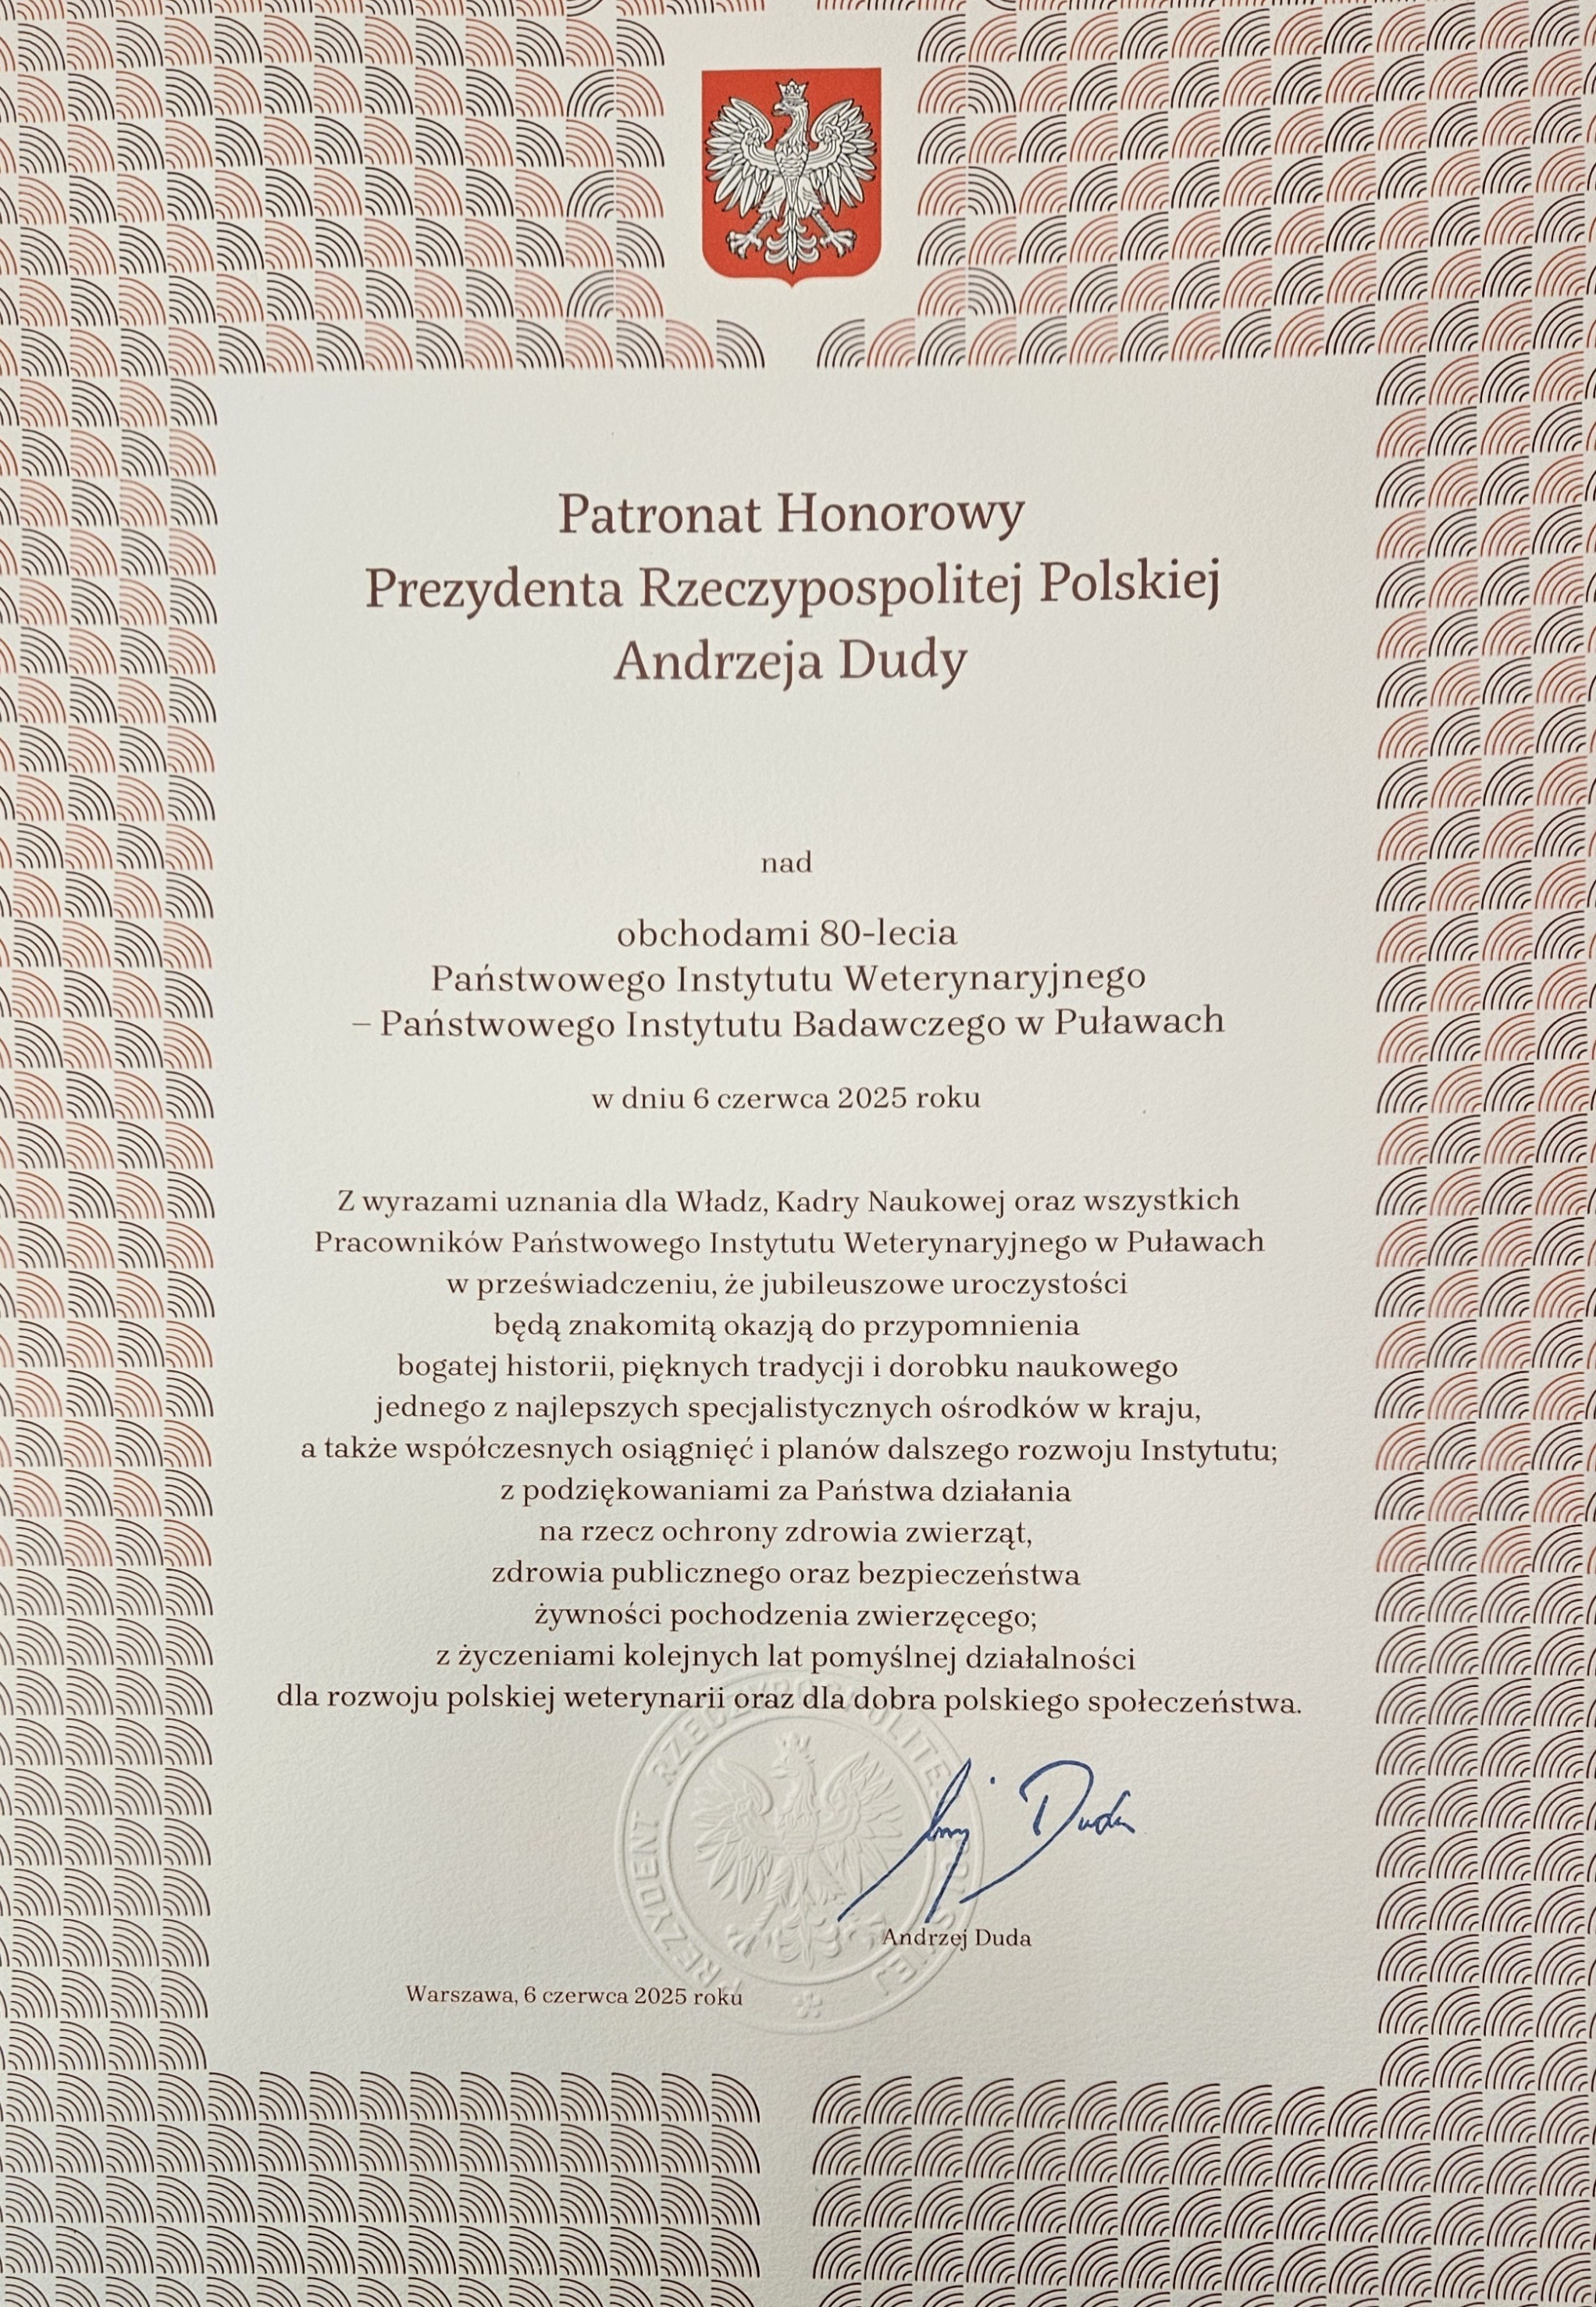 Patronat Honorowy
Prezydenta Rzeczypospolitej Polskiej
Andrzeja Dudy
nad
obchodami 80-lecia
Państwowego Instytutu Weterynaryjnego
– Państwowego Instytutu Badawczego w Puławach
w dniu 6 czerwca 2025 roku
Z wyrazami uznania dla Władz, Kadry Naukowej oraz wszystkich
Pracowników Państwowego Instytutu Weterynaryjnego w Puławach
w przeświadczeniu, że jubileuszowe uroczystości
będą znakomitą okazją do przypomnienia
bogatej historii, pięknych tradycji i dorobku naukowego
jednego z najlepszych specjalistycznych ośrodków w kraju,
a także współczesnych osiągnięć i planów dalszego rozwoju Instytutu;
z podziękowaniami za Państwa działania
na rzecz ochrony zdrowia zwierząt,
zdrowia publicznego oraz bezpieczeństwa
żywności pochodzenia zwierzęcego;
z życzeniami kolejnych lat pomyślnej działalności
dla rozwoju polskiej weterynarii oraz dla dobra polskiego społeczeństwa.
PREZYDENT RZECZYPOSPOLITEJ
Duda
Andrzej Duda
Warszawa, 6 czerwca 2025 roku